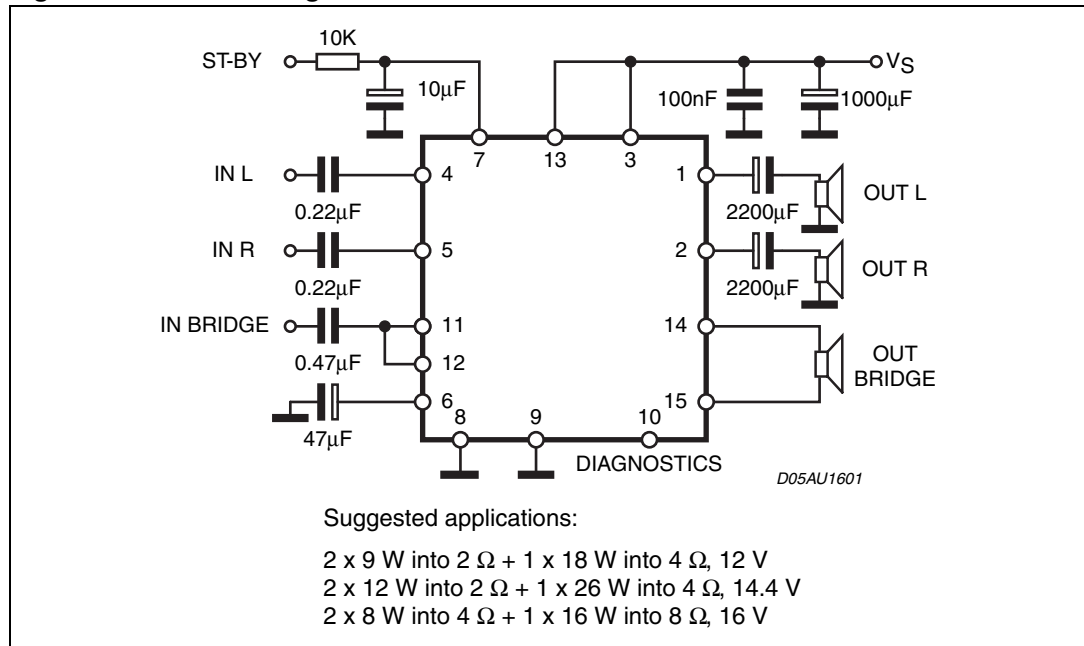 10K
ST-BY
10µF
VS
100nF
1000µF
7
13
3
IN L
4
0.22µF
1
OUT L
2200µF
IN R
5
0.22µF
2
OUT R
2200µF
IN BRIDGE
11
0.47µF
12
14
OUT
BRIDGE
6
47µF
15
8
9
10
DIAGNOSTICS
D05AU1601
Suggested applications:
2 x 9 W into 2 Ω + 1 x 18 W into 4 Ω, 12 V
2 x 12 W into 2 Ω + 1 x 26 W into 4 Ω, 14.4 V
2 x 8 W into 4 Ω + 1 x 16 W into 8 Ω, 16 V